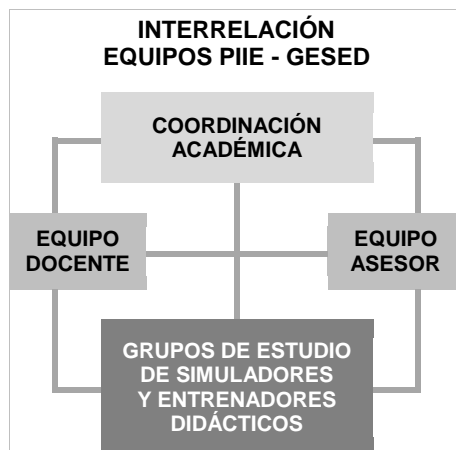 INTERRELACIÓN
EQUIPOS PIIE - GESED
COORDINACIÓN
ACADÉMICA
EQUIPO
DOCENTE
EQUIPO
ASESOR
GRUPOS DE ESTUDIO
DE SIMULADORES
Y ENTRENADORES
DIDÁCTICOS